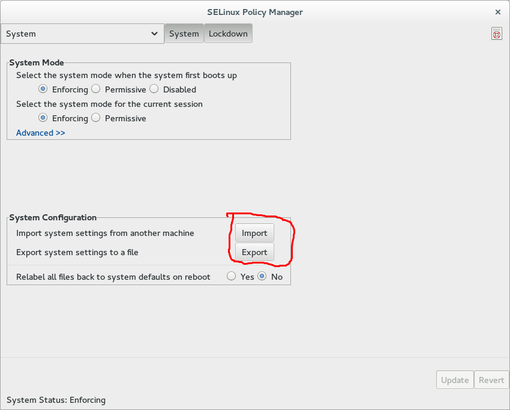 SELinux Policy Manager
System
System Lockdown
System Mode
Select the system mode when the system first boots up
Enforcing Permissive Disabled
Select the system mode for the current session
Enforcing Permissive
Advanced >>
System Configuration
Import system settings from another machine Import
Export system settings to a file Export
Relabel all files back to system defaults on reboot Yes No
Update Revert
System Status: Enforcing